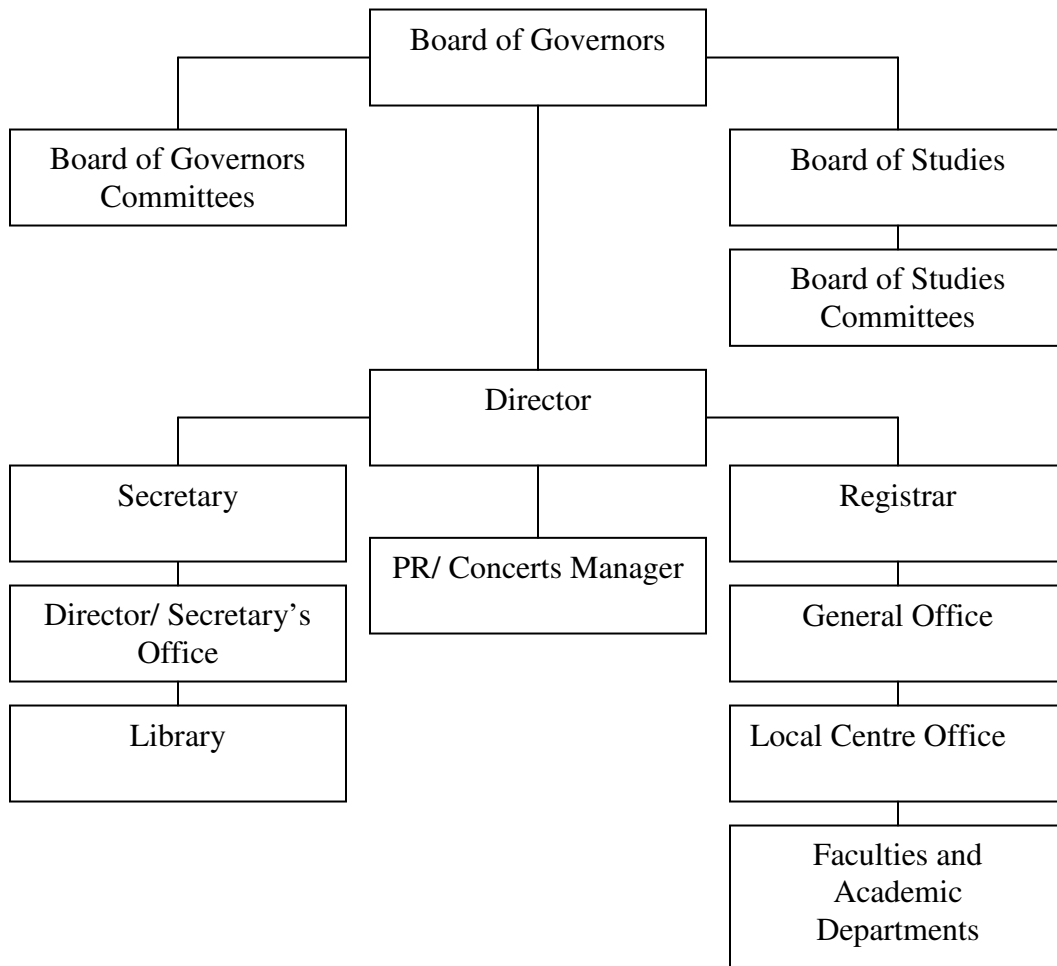 Board of Governors
Board of Governors
Committees
Board of Studies
Board of Studies
Committees
Director
Secretary
PR/ Concerts Manager
Registrar
Director/ Secretary’s
Office
General Office
Library
Local Centre Office
Faculties and
Academic
Departments